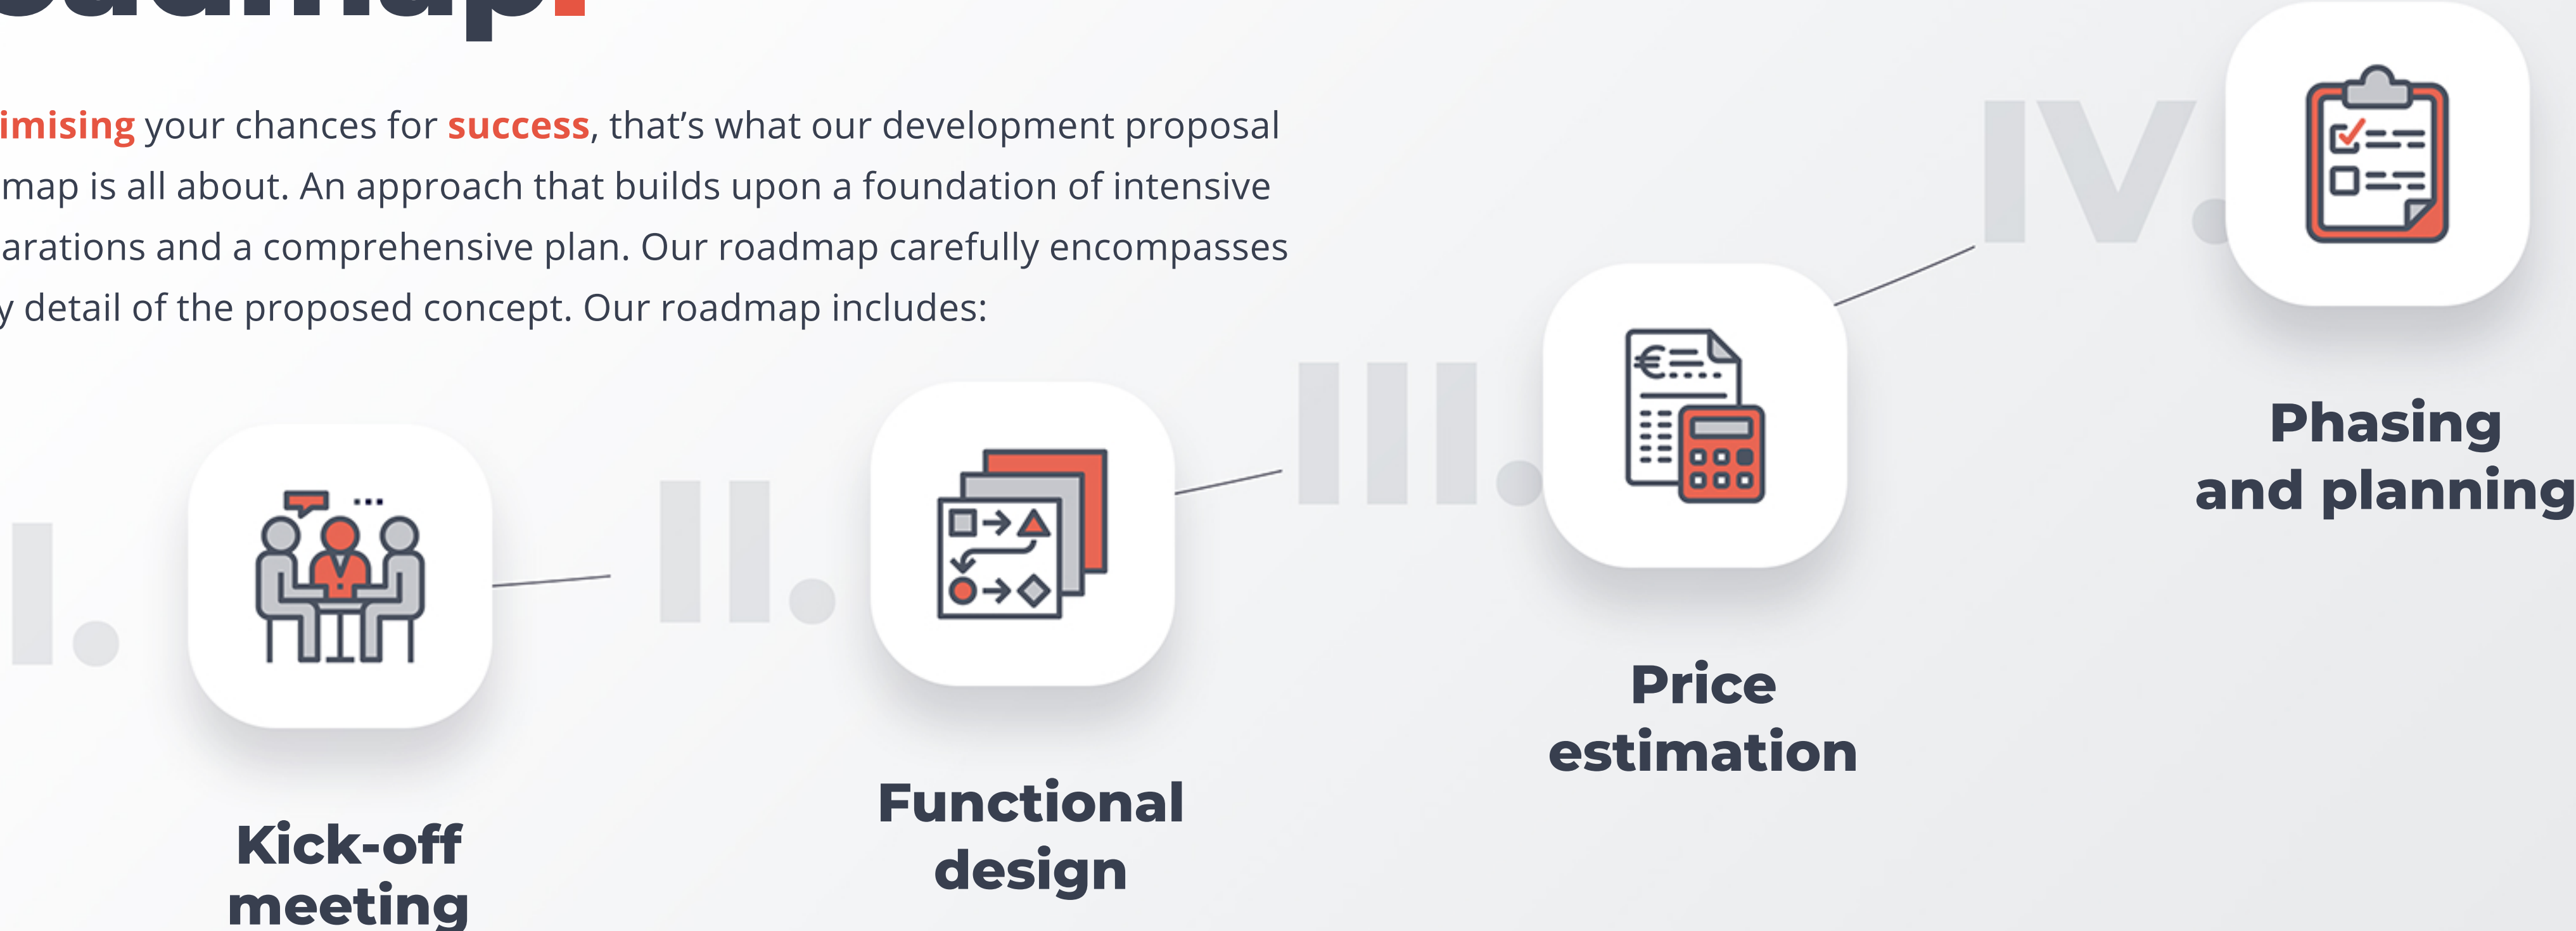 imising your chances for success, that’s what our development proposal
map is all about. An approach that builds upon a foundation of intensive
arations and a comprehensive plan. Our roadmap carefully encompasses
y detail of the proposed concept. Our roadmap includes:
I.
Kick-off
meeting
II.
Functional
design
III.
€
Price
estimation
IV.
Phasing
and planning